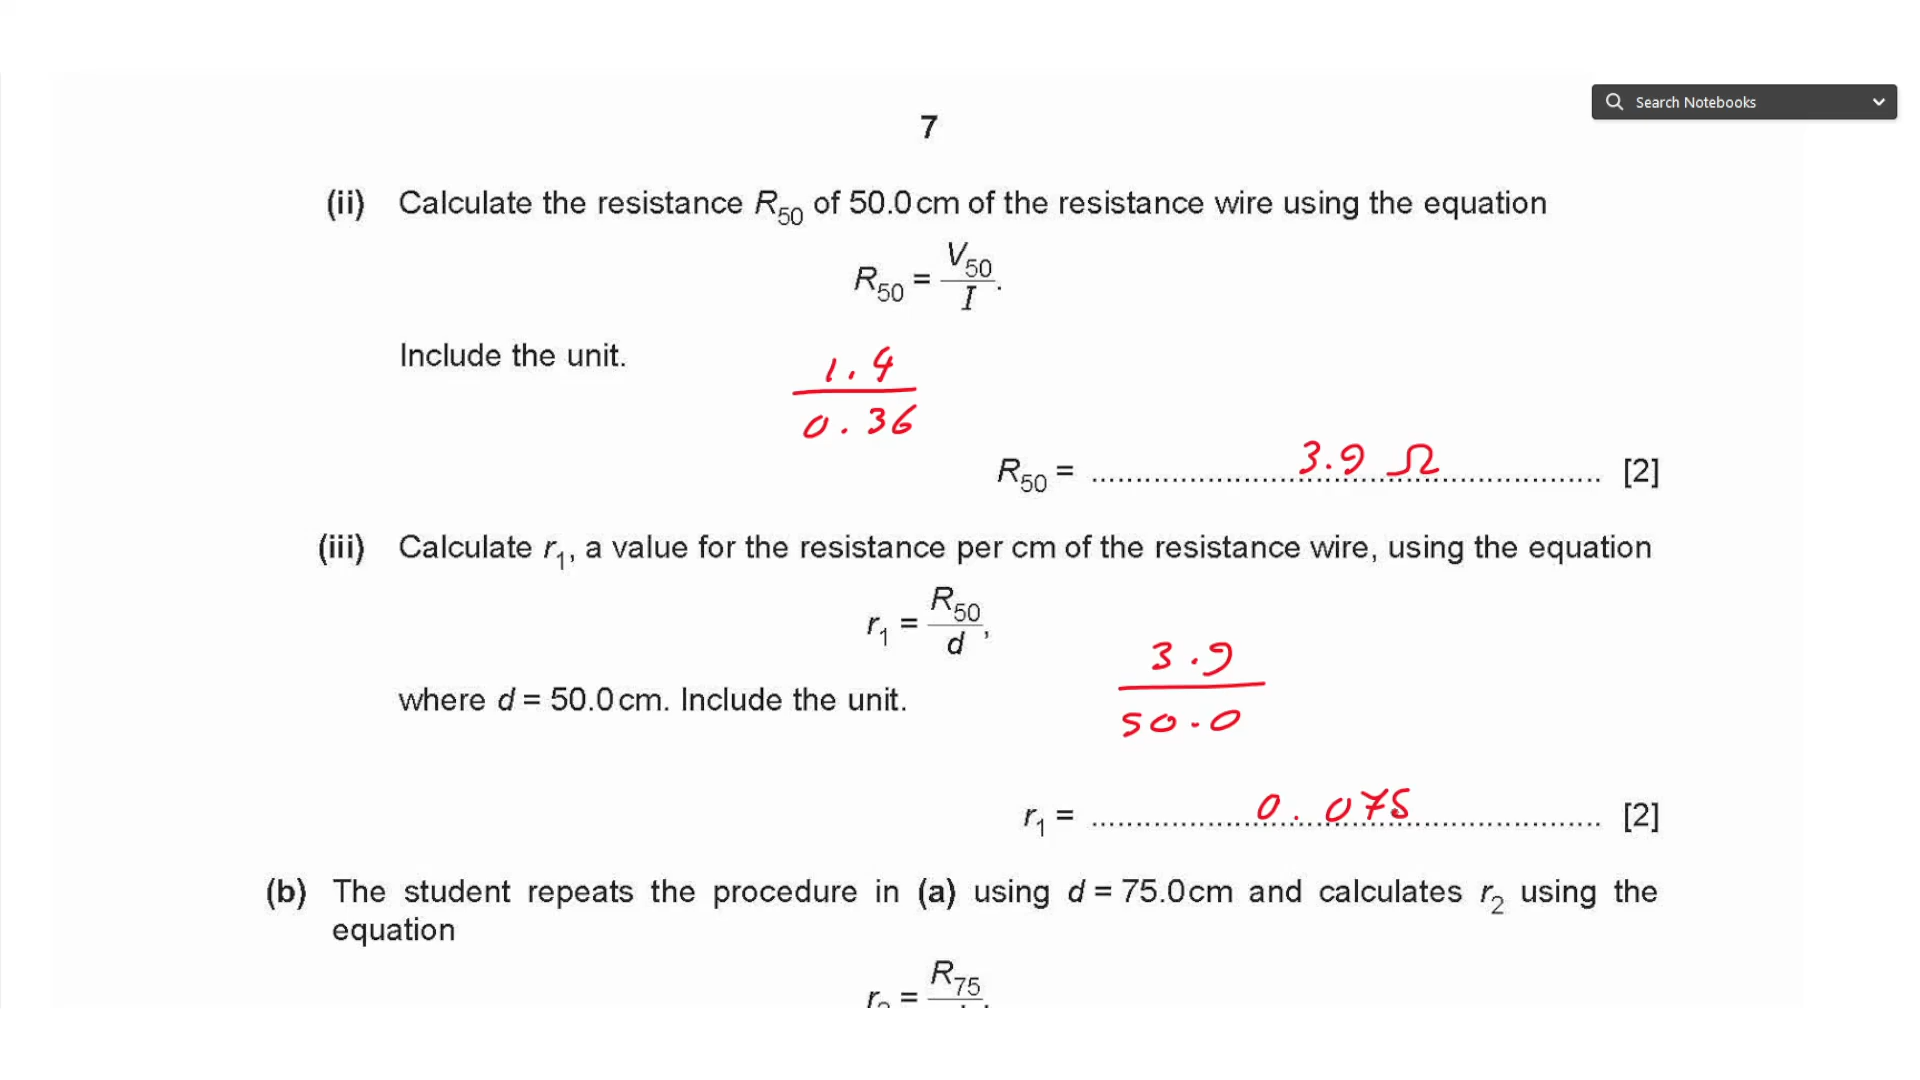 Search Notebooks
7
(ii) Calculate the resistance R50 of 50.0 cm of the resistance wire using the equation
R50 = V50 / I.
Include the unit.
1.4
0.36
R50 = .......... 3.9 Ω .......... [2]
(iii) Calculate r1, a value for the resistance per cm of the resistance wire, using the equation
r1 = R50 / d,
3.9
where d = 50.0 cm. Include the unit.
50.0
r1 = .......... 0.075 .......... [2]
(b) The student repeats the procedure in (a) using d = 75.0 cm and calculates r2 using the
equation
r2 = R75